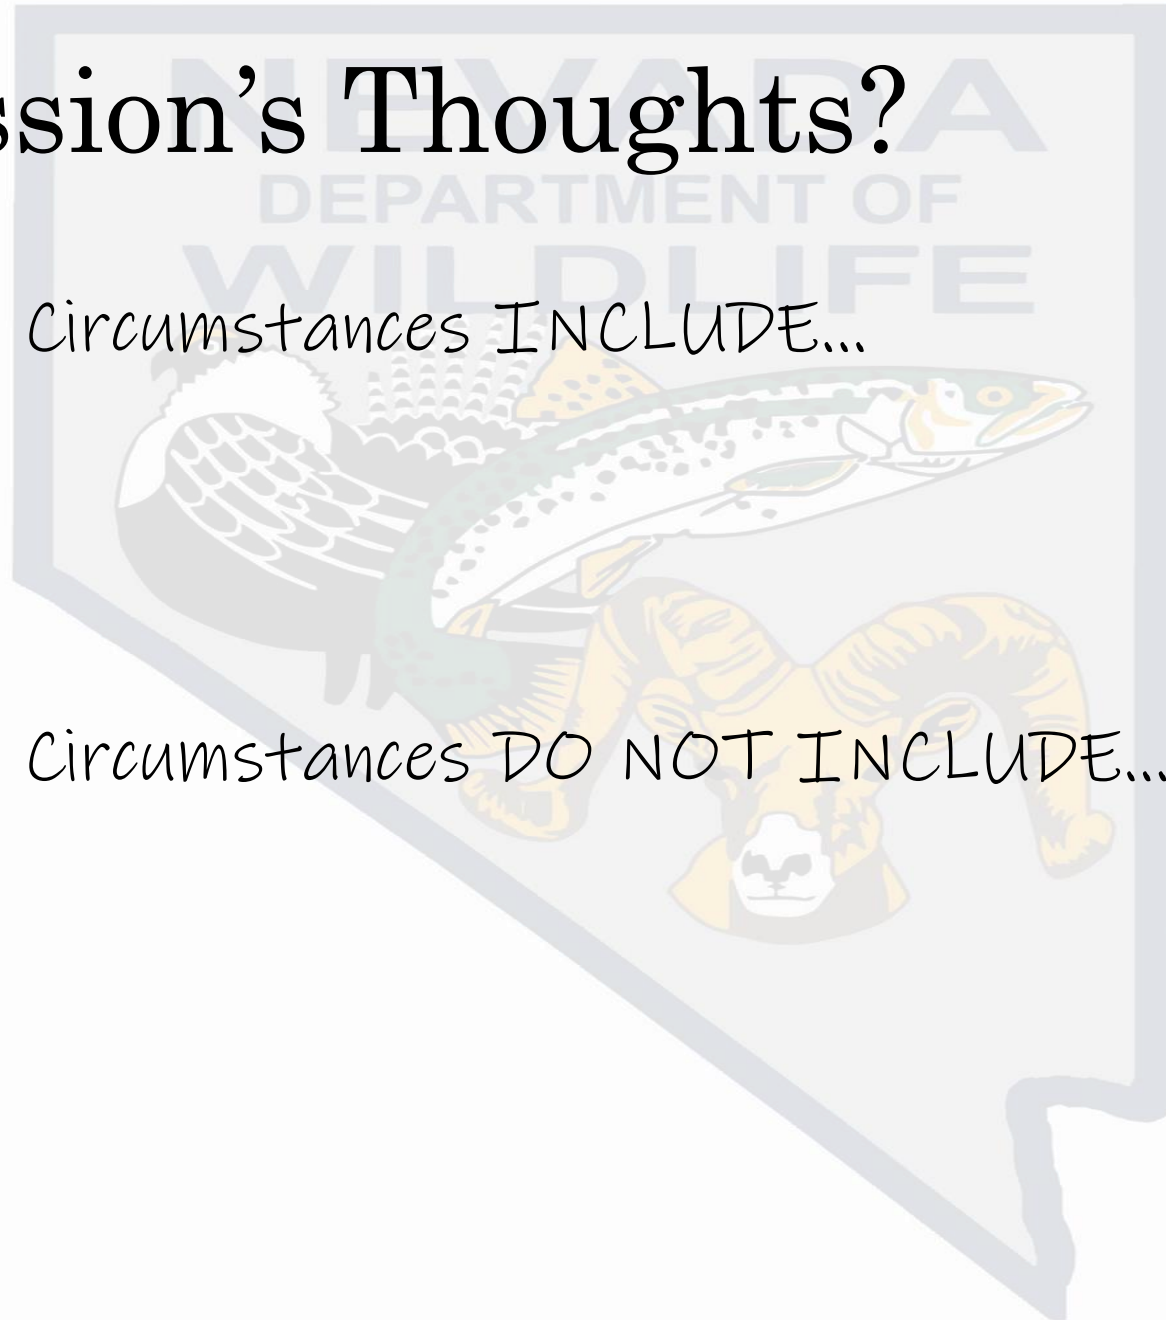 ssion’s Thoughts?
NEVADA
DEPARTMENT OF
WILDLIFE
Circumstances INCLUDE...
Circumstances DO NOT INCLUDE...